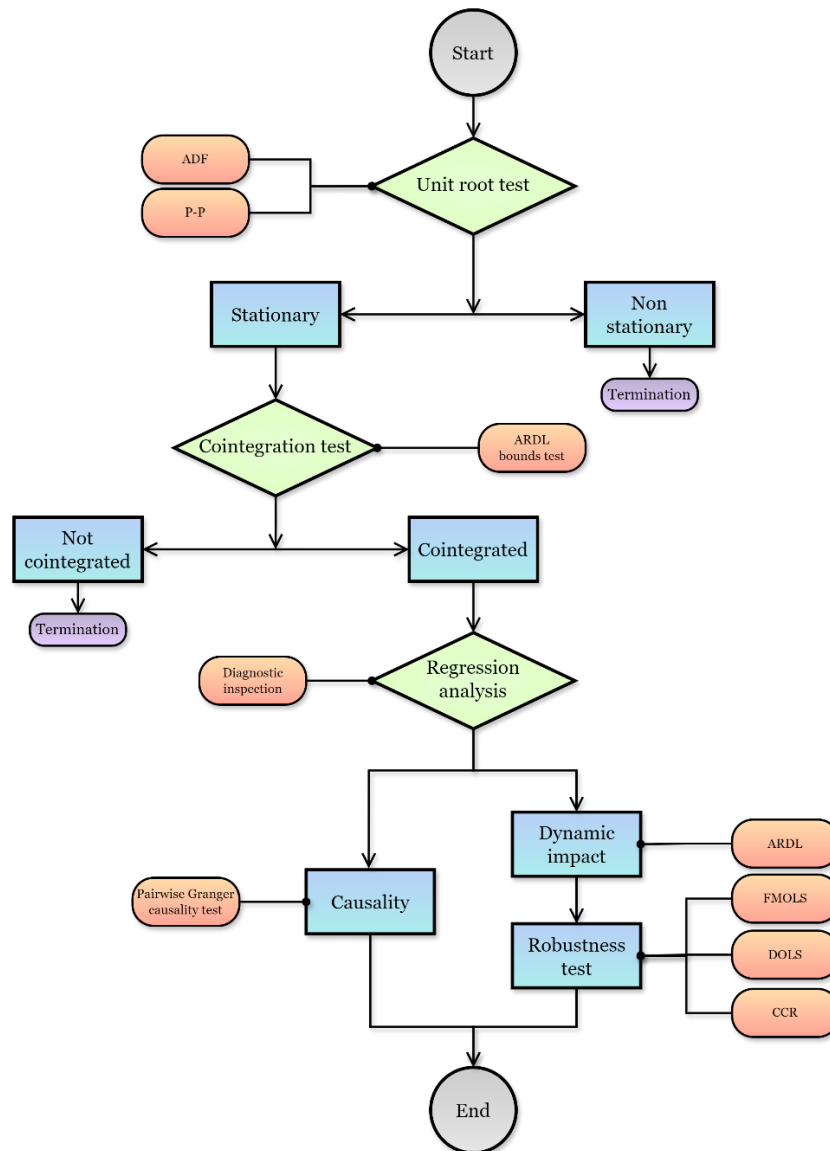 Start
ADF
P-P
Unit root test
Stationary
Non
stationary
Termination
Cointegration test
ARDL
bounds test
Not
cointegrated
Cointegrated
Termination
Diagnostic
inspection
Regression
analysis
Dynamic
impact
ARDL
Pairwise Granger
causality test
Causality
Robustness
test
FMOLS
DOLS
CCR
End